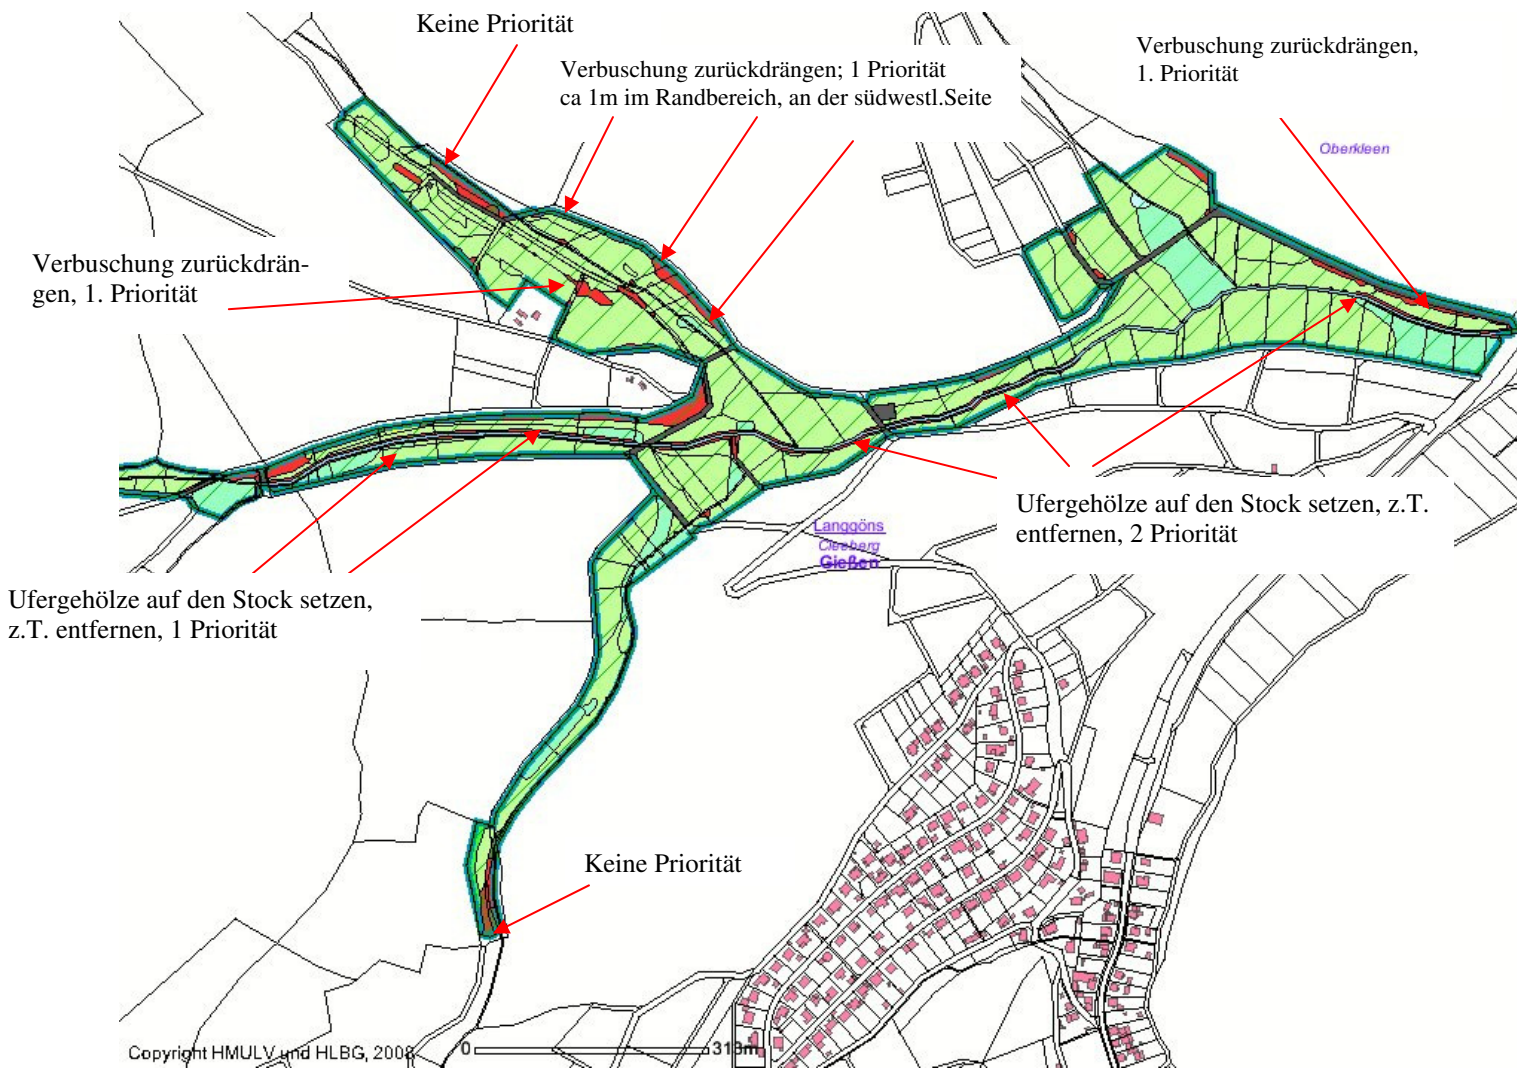 Keine Priorität
Verbuschung zurückdrängen; 1 Priorität
ca 1m im Randbereich, an der südwestl.Seite
Verbuschung zurückdrängen,
1. Priorität
Oberkleen
Verbuschung zurückdrän-
gen, 1. Priorität
Ufergehölze auf den Stock setzen, z.T.
entfernen, 2 Priorität
Langgöns
Cleeberg
Gießen
Ufergehölze auf den Stock setzen,
z.T. entfernen, 1 Priorität
Keine Priorität
Copyright HMULV und HLBG, 2008
0 313m